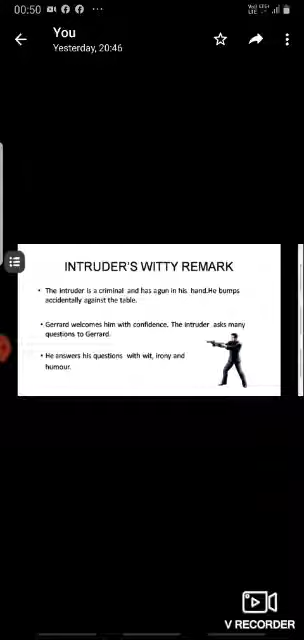 00:50
You
Yesterday, 20:46
INTRUDER'S WITTY REMARK
• The intruder is a criminal and has agun in his hand.He bumps
accidentally against the table.
• Gerrard welcomes him with confidence. The intruder asks many
questions to Gerrard.
• He answers his questions with wit, irony and
humour.
V RECORDER